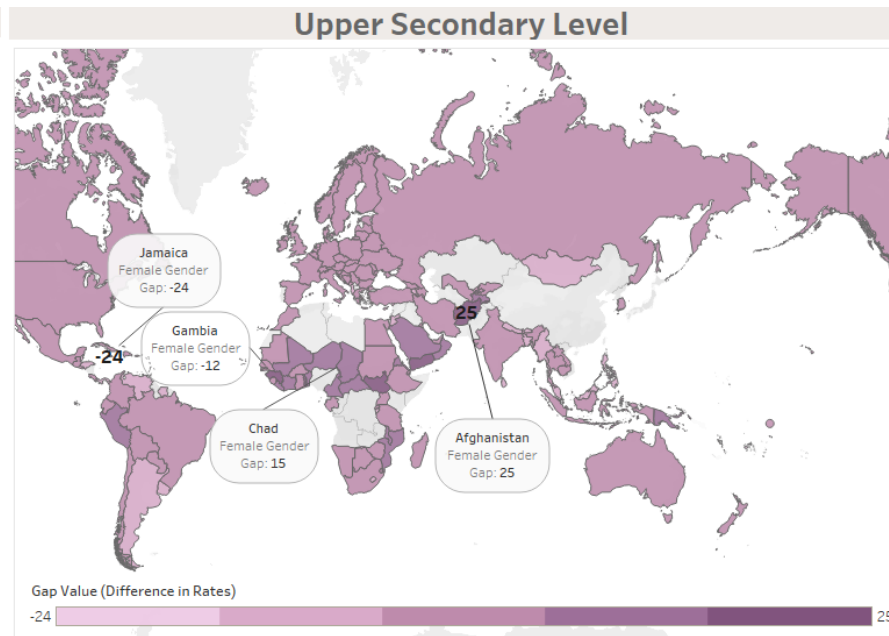 Upper Secondary Level
Jamaica
Female Gender
Gap: -24
-24
Gambia
Female Gender
Gap: -12
Chad
Female Gender
Gap: 15
25
Afghanistan
Female Gender
Gap: 25
Gap Value (Difference in Rates)
-24
25